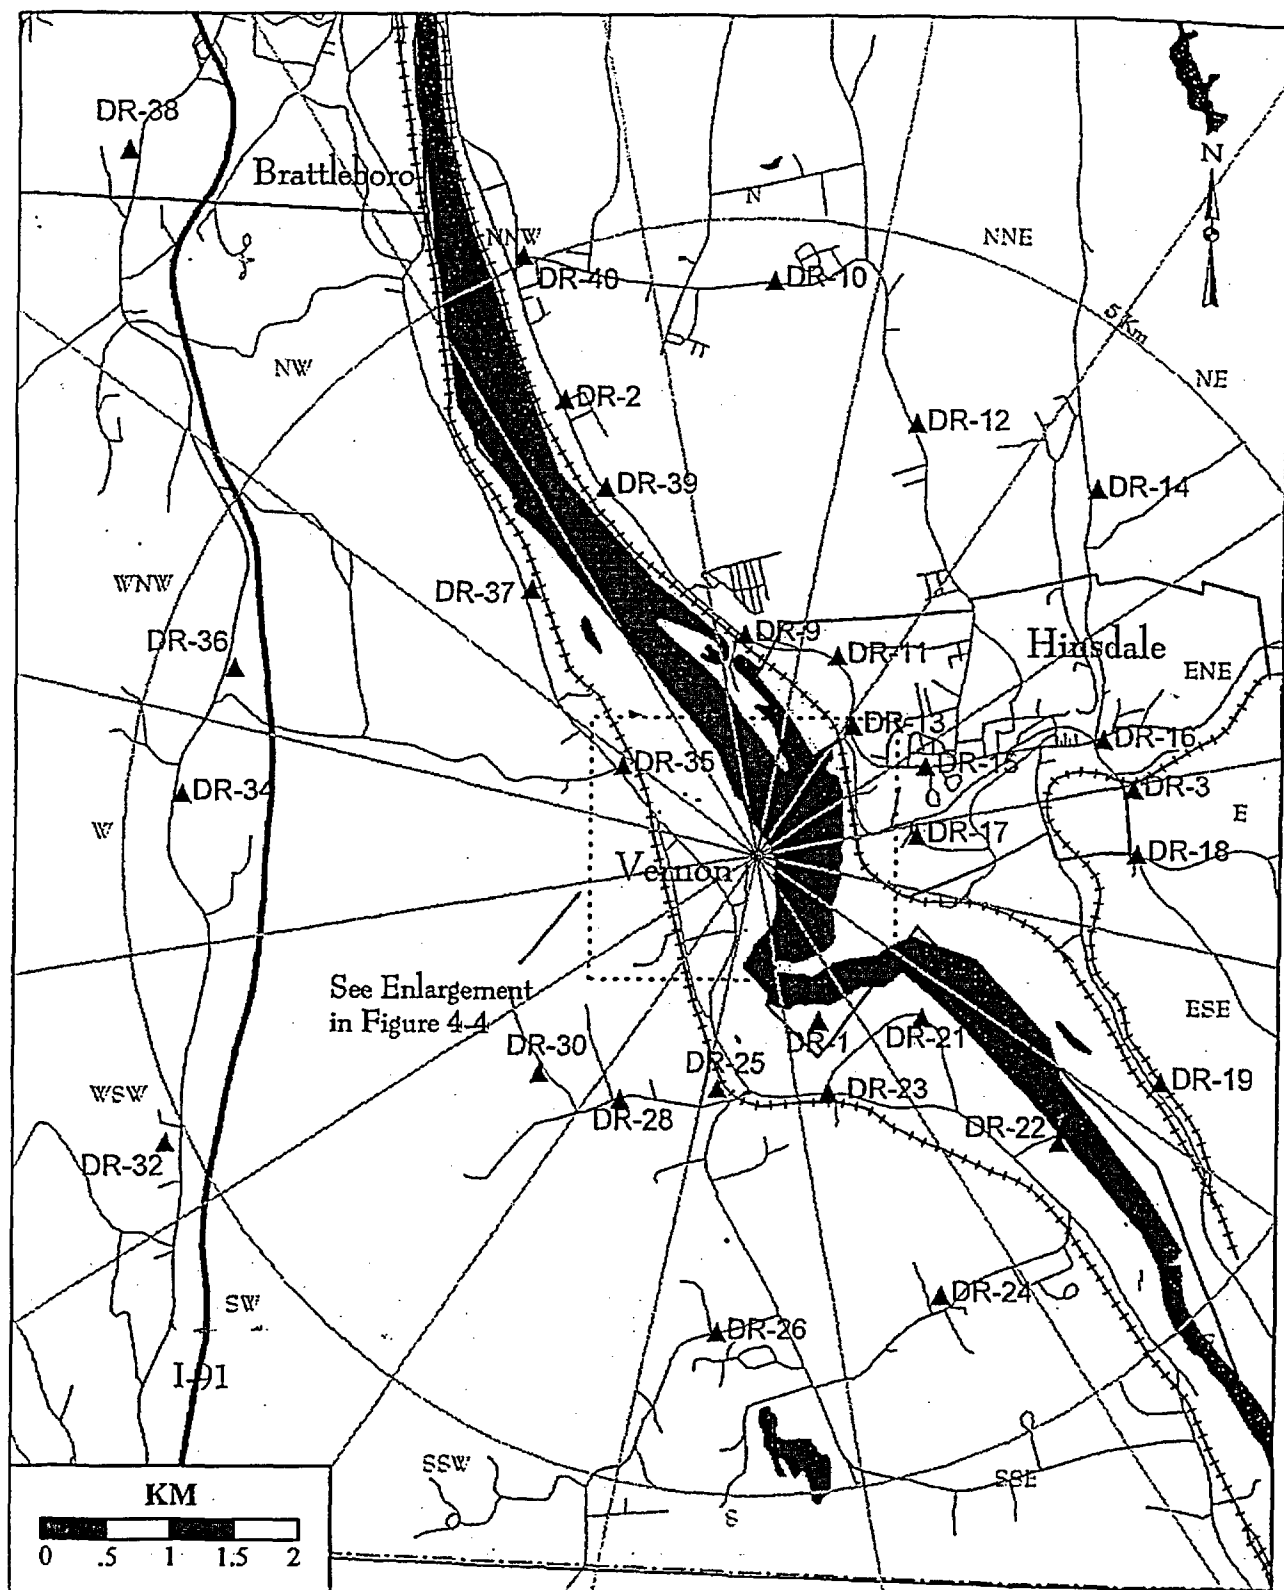 DR-38
Brattleboro
N
N
NNW
NNE
DR-40
DR-10
5 Km
NW
NE
DR-2
DR-12
DR-39
DR-14
WNW
DR-37
DR-9
DR-36
DR-11
Hinsdale
ENE
DR-13
DR-16
DR-35
DR-15
DR-34
DR-3
W
E
DR-17
DR-18
Vernon
See Enlargement
in Figure 4-4
ESE
DR-30
DR-1
DR-21
DR-25
WSW
DR-19
DR-28
DR-23
DR-22
DR-32
SW
DR-24
DR-26
I-91
SSW
SSE
S
KM
0 .5 1 1.5 2